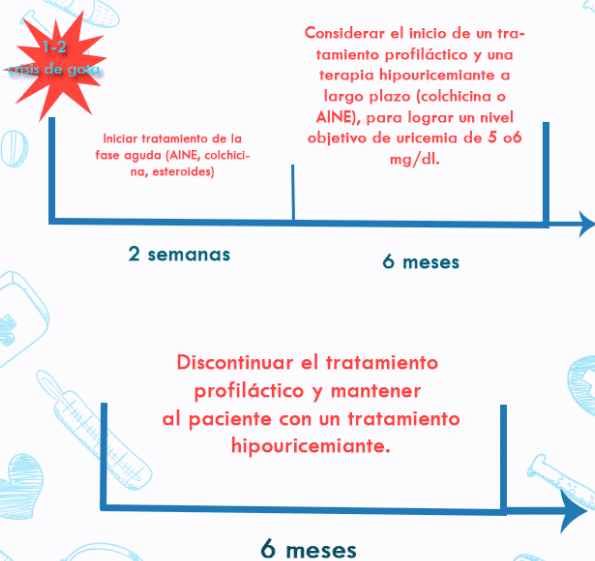 1-2
crisis de gota
Considerar el inicio de un tra-
tamiento profiláctico y una
terapia hipouricemiante a
largo plazo (colchicina o
AINE), para lograr un nivel
objetivo de uricemia de 5 o6
mg/dl.
Iniciar tratamiento de la
fase aguda (AINE, colchici-
na, esteroides)
2 semanas
6 meses
Discontinuar el tratamiento
profiláctico y mantener
al paciente con un tratamiento
hipouricemiante.
6 meses